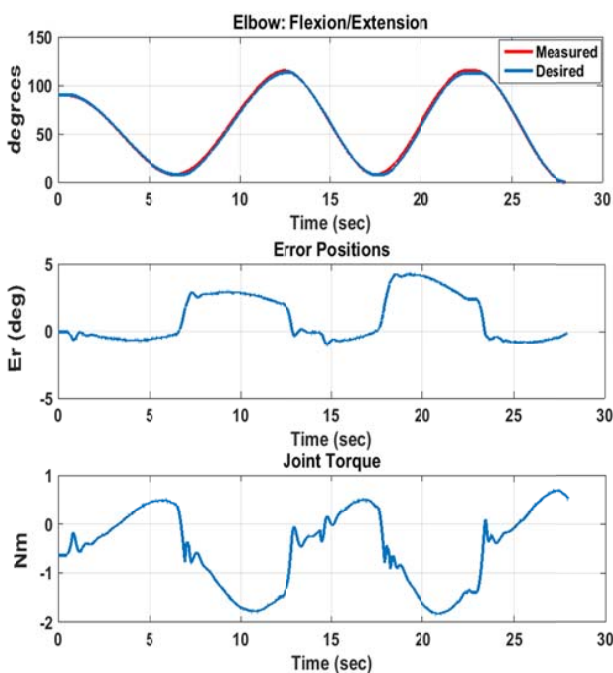 Elbow: Flexion/Extension
150
100
50
0
degrees
Measured
Desired
0 5 10 15 20 25 30
Time (sec)
Error Positions
5
0
-5
Er (deg)
0 5 10 15 20 25 30
Time (sec)
Joint Torque
1
0
-1
-2
Nm
0 5 10 15 20 25 30
Time (sec)